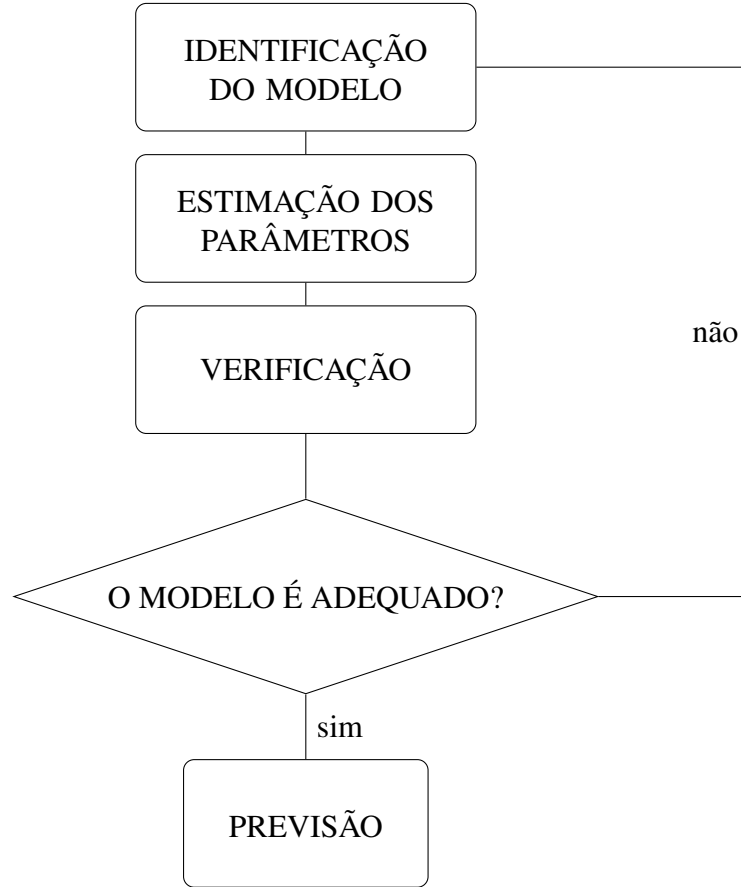 IDENTIFICAÇÃO
DO MODELO
ESTIMAÇÃO DOS
PARÂMETROS
VERIFICAÇÃO
não
O MODELO É ADEQUADO?
sim
PREVISÃO